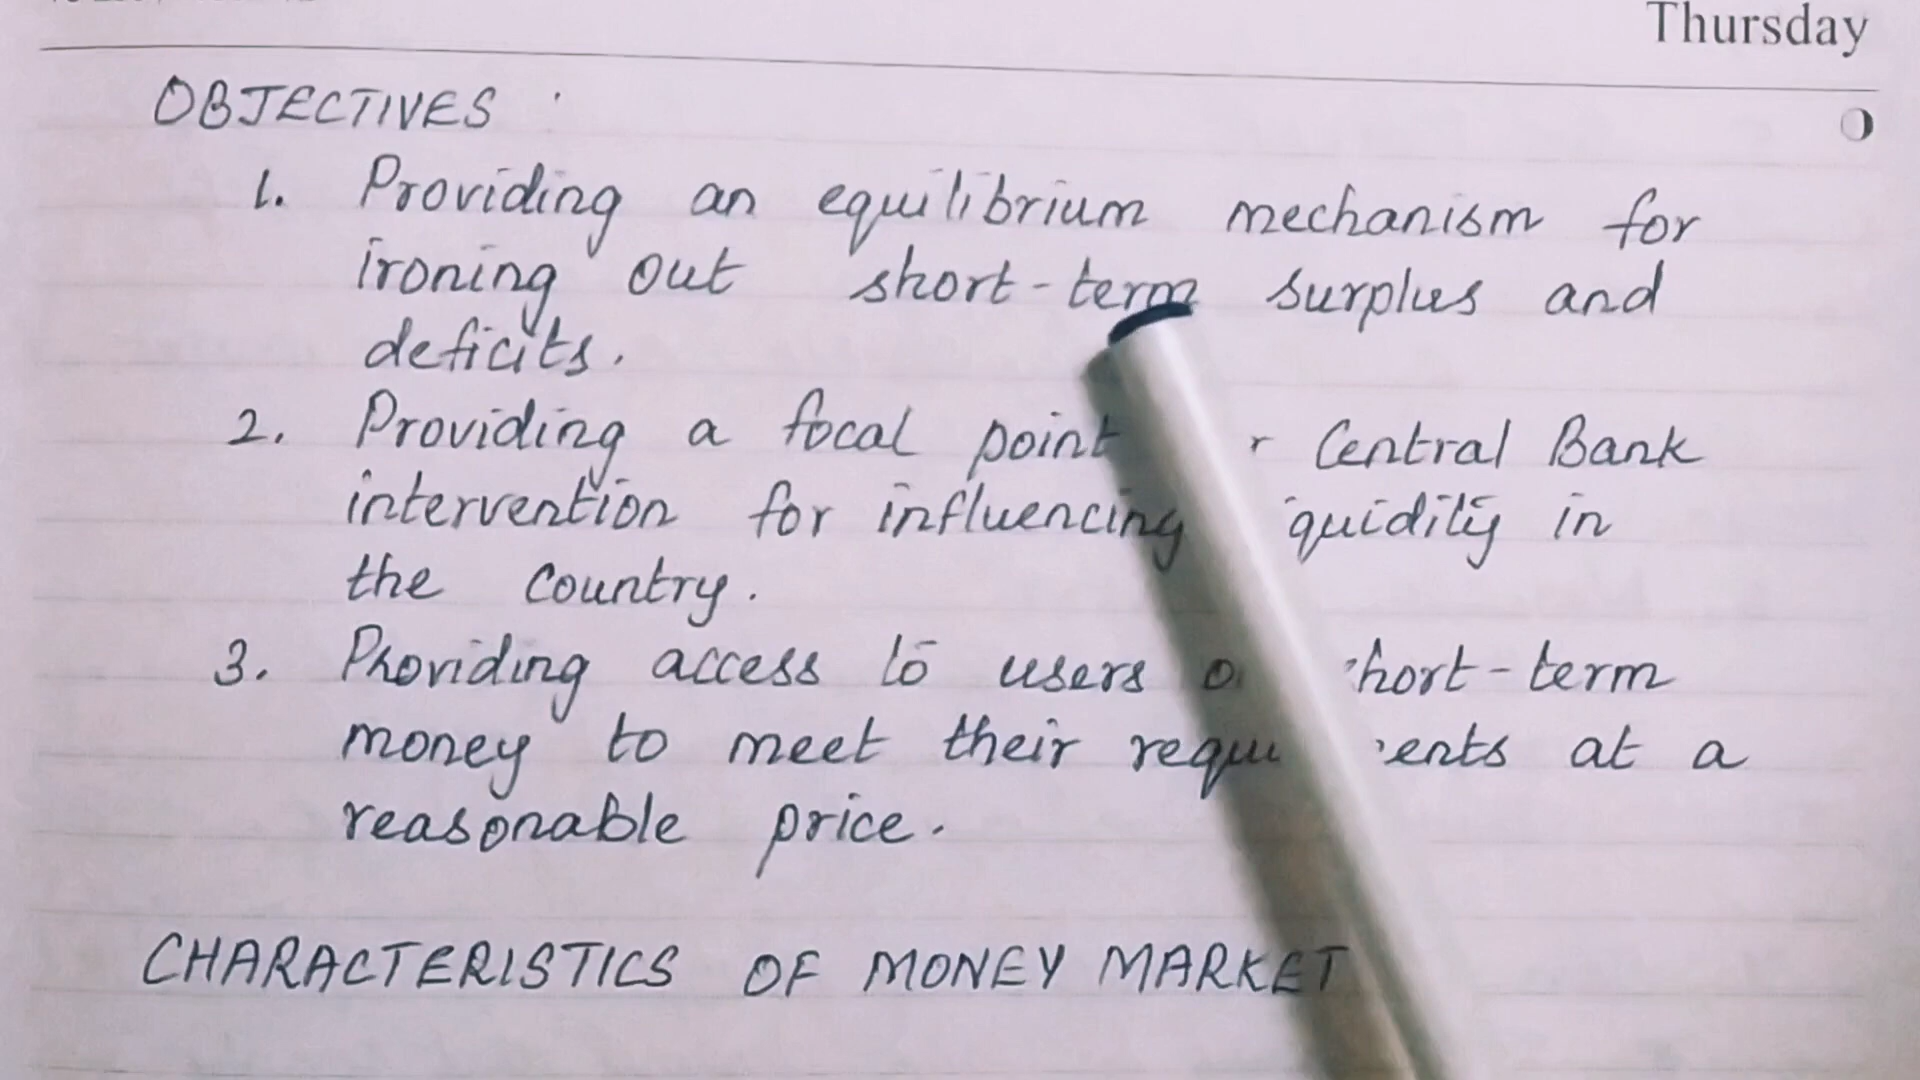 Thursday
OBJECTIVES :
1. Providing an equilibrium mechanism for
ironing out short-term surplus and
deficits.
2. Providing a focal point r Central Bank
intervention for influencing iquidity in
the country.
3. Providing access to users o hort-term
money to meet their requi ents at a
reasonable price.
CHARACTERISTICS OF MONEY MARKET